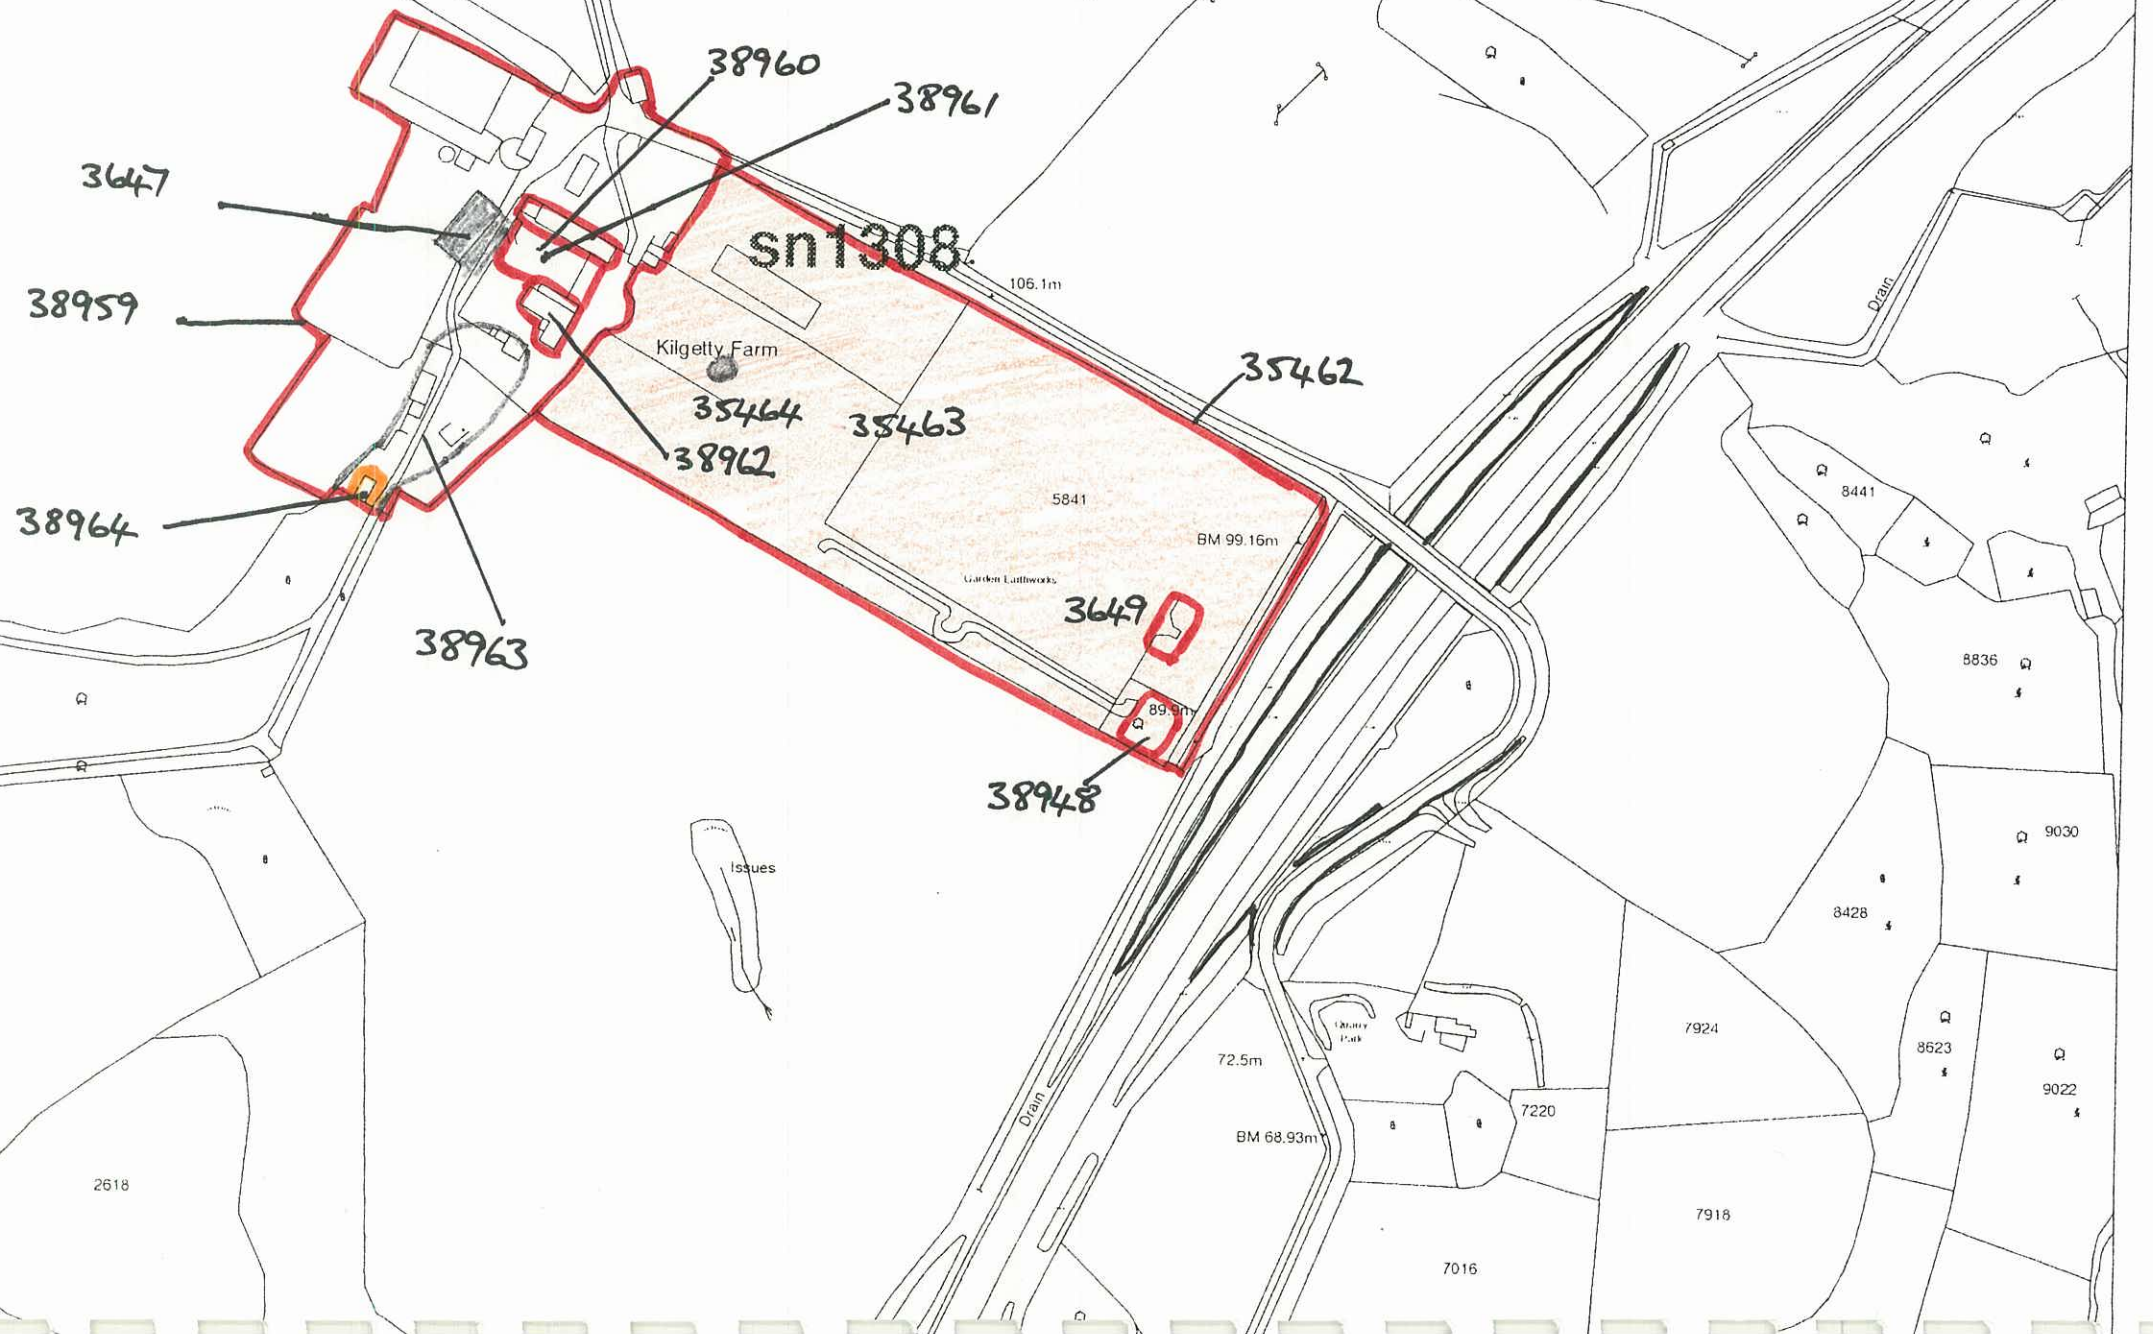 38960
38961
3647
sn1308
106.1m
Drain
38959
Kilgetty Farm
35462
35464
35463
38962
5841
8441
BM 99.16m
38964
Garden Earthworks
3649
38963
8836
89.9m
38948
9030
Issues
8428
Quarry
Park
7924
8623
72.5m
9022
Drain
7220
BM 68.93m
2618
7918
7016